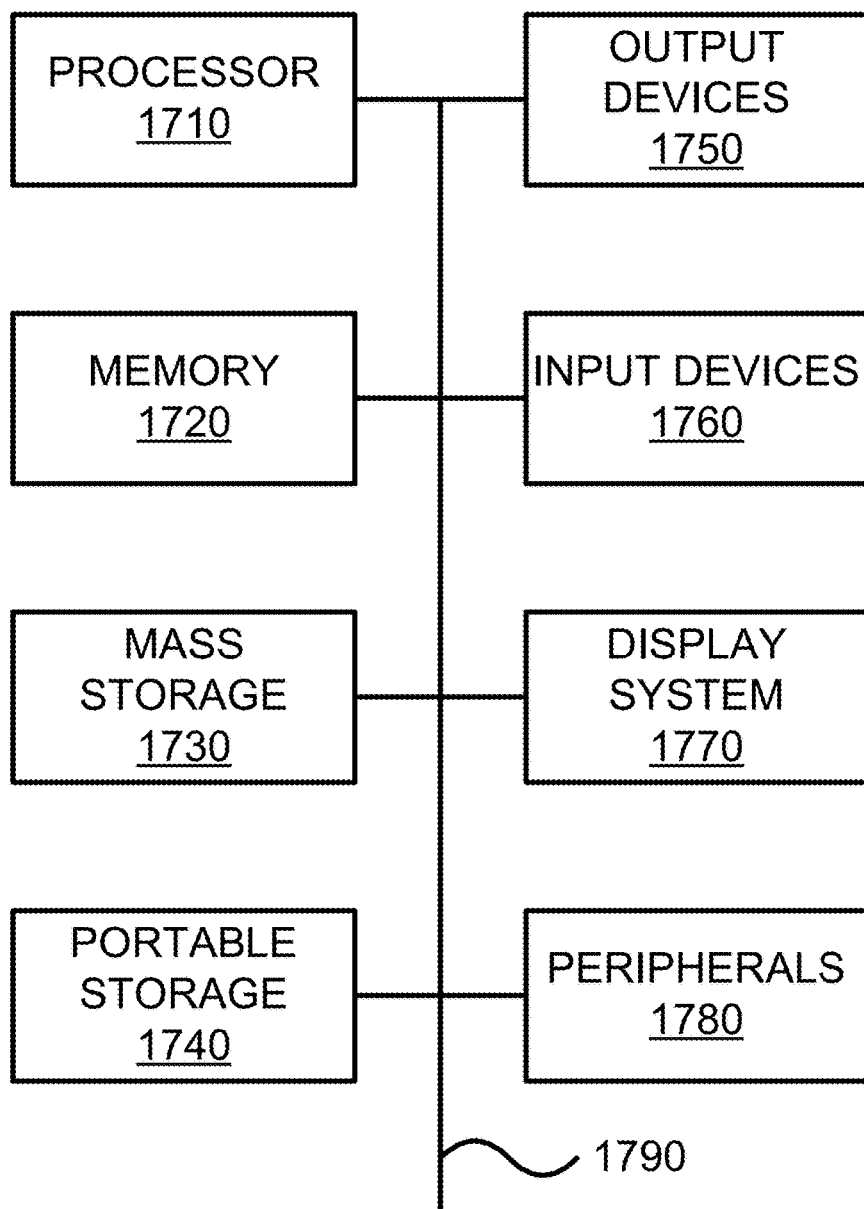 PROCESSOR
1710
OUTPUT
DEVICES
1750
MEMORY
1720
INPUT DEVICES
1760
MASS
STORAGE
1730
DISPLAY
SYSTEM
1770
PORTABLE
STORAGE
1740
PERIPHERALS
1780
1790